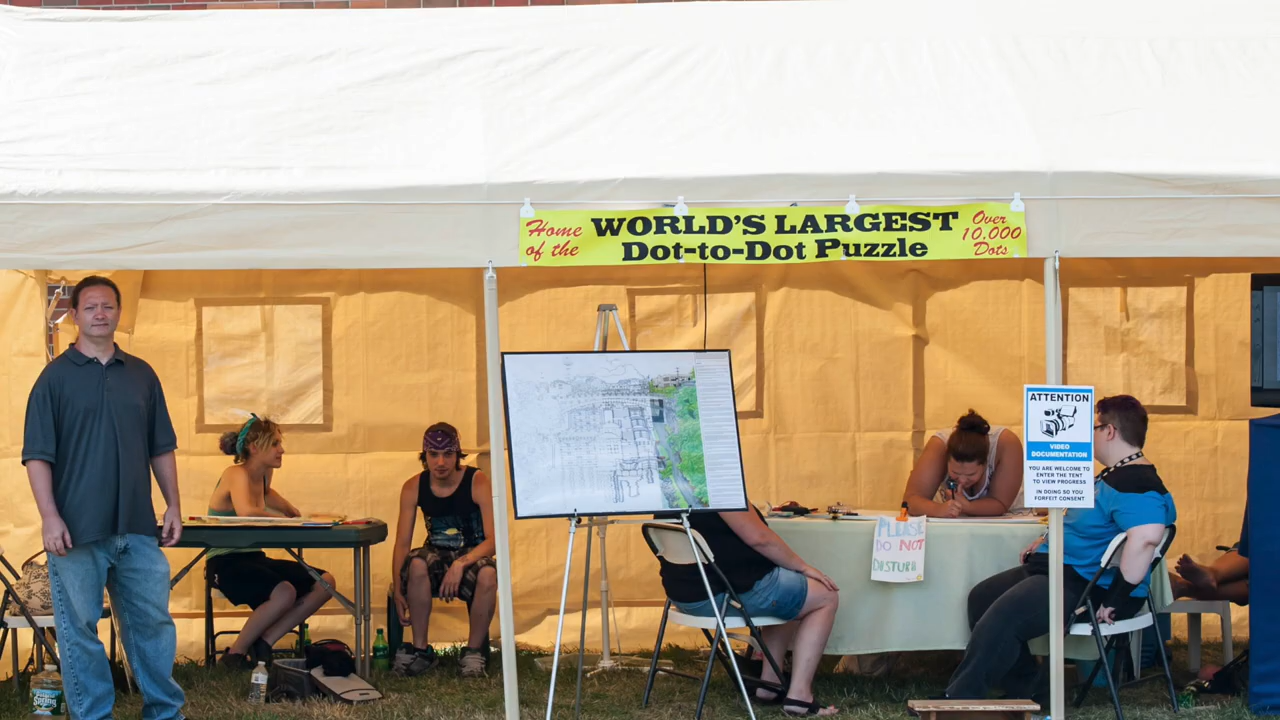 Home
of the
WORLD'S LARGEST
Dot-to-Dot Puzzle
Over
10,000
Dots
ATTENTION
VIDEO
DOCUMENTATION
YOU ARE WELCOME TO
ENTER THE TENT
TO VIEW PROGRESS
IN DOING SO YOU
FORFEIT CONSENT
PLEASE
DO NOT
DISTURB
Spring